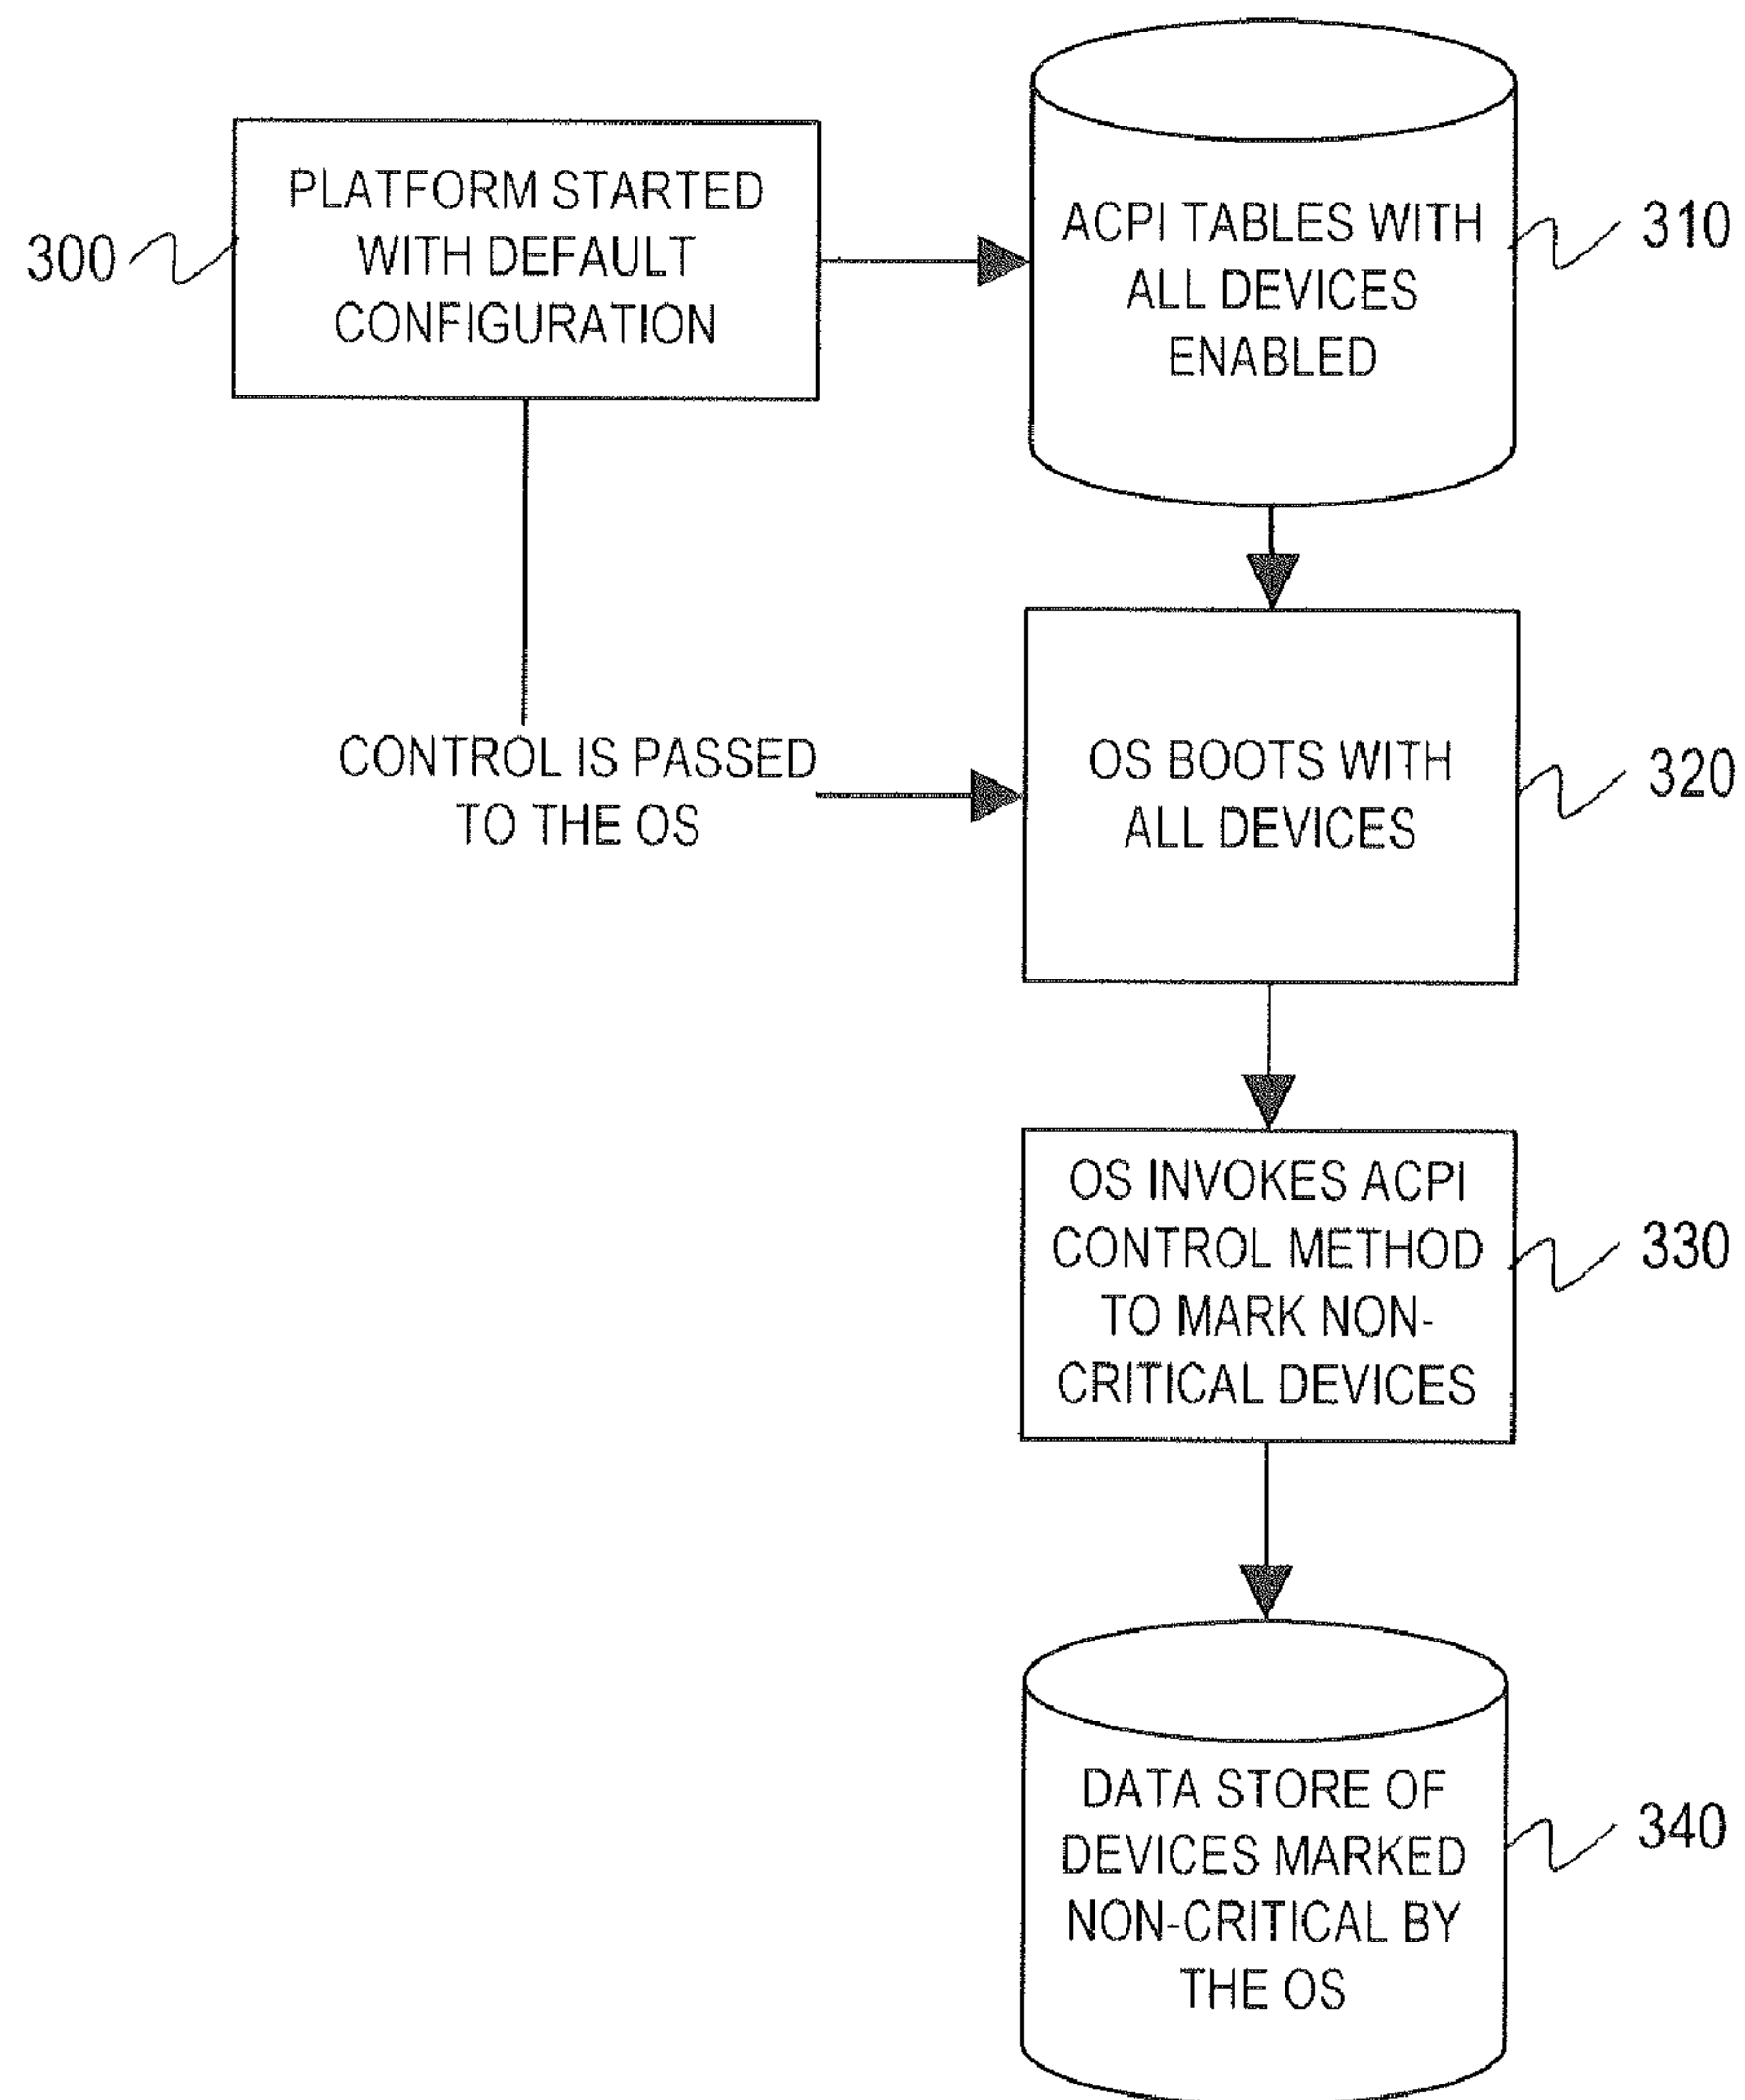 PLATFORM STARTED
WITH DEFAULT
CONFIGURATION
300
ACPI TABLES WITH
ALL DEVICES
ENABLED
310
CONTROL IS PASSED
TO THE OS
OS BOOTS WITH
ALL DEVICES
320
OS INVOKES ACPI
CONTROL METHOD
TO MARK NON-
CRITICAL DEVICES
330
DATA STORE OF
DEVICES MARKED
NON-CRITICAL BY
THE OS
340